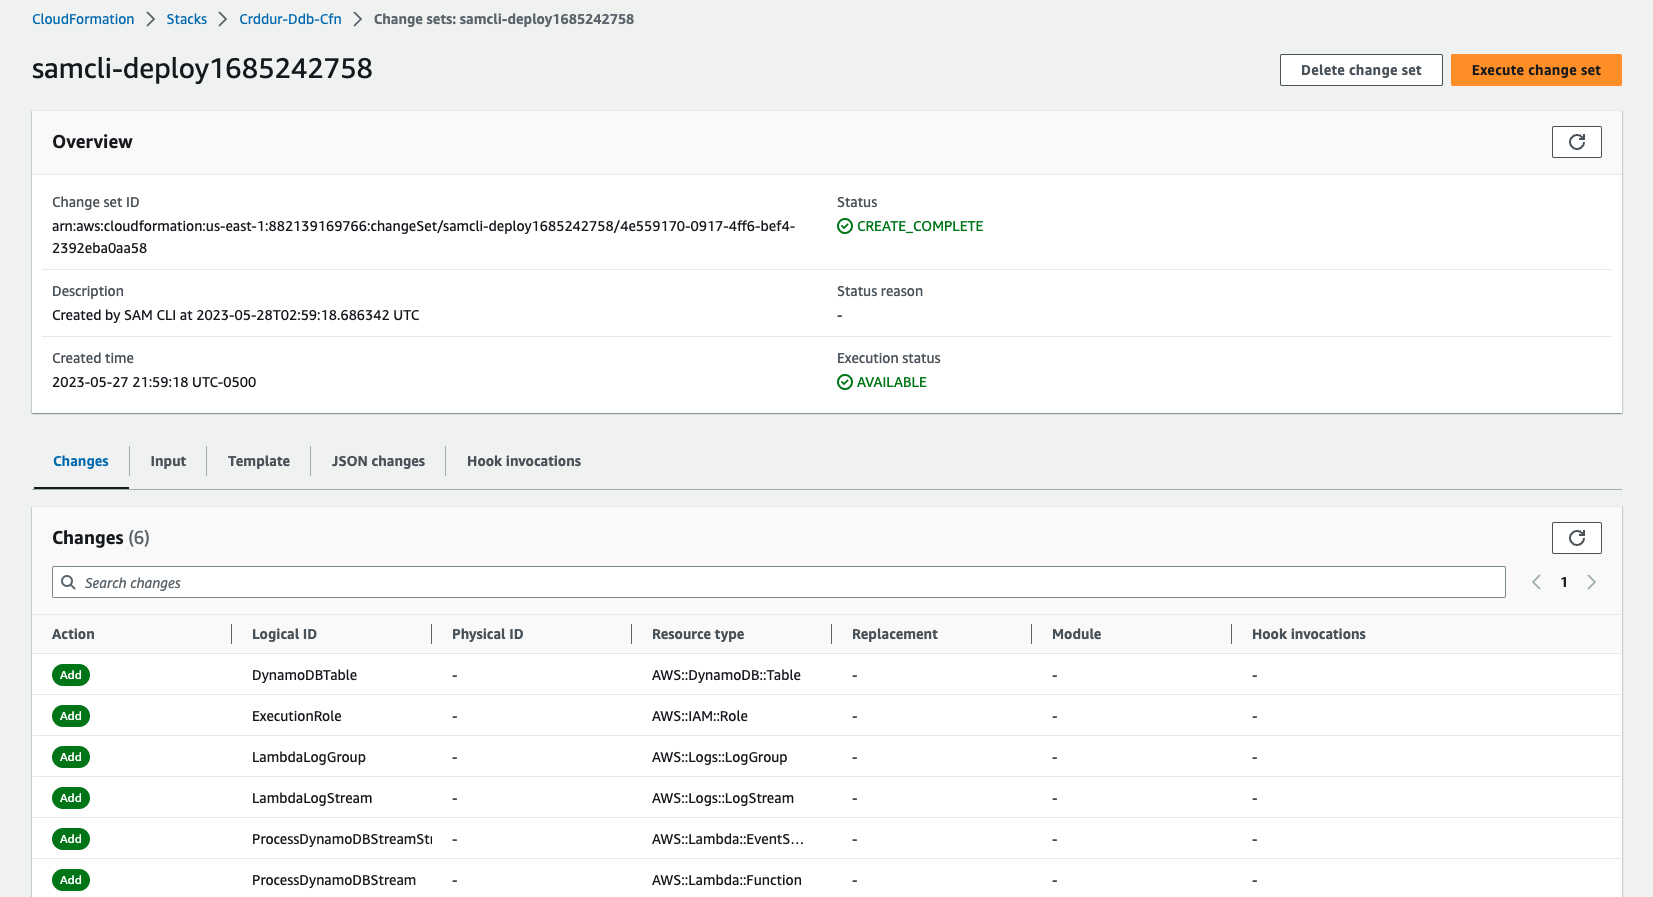 CloudFormation > Stacks > Crddur-Ddb-Cfn > Change sets: samcli-deploy1685242758
samcli-deploy1685242758
Delete change set
Execute change set
Overview
Change set ID
arn:aws:cloudformation:us-east-1:882139169766:changeSet/samcli-deploy1685242758/4e559170-0917-4ff6-bef4-
2392eba0aa58
Status
CREATE_COMPLETE
Description
Created by SAM CLI at 2023-05-28T02:59:18.686342 UTC
Status reason
-
Created time
2023-05-27 21:59:18 UTC-0500
Execution status
AVAILABLE
Changes Input Template JSON changes Hook invocations
Changes (6)
Search changes
< 1 >
Action Logical ID Physical ID Resource type Replacement Module Hook invocations
Add DynamoDBTable - AWS::DynamoDB::Table - - -
Add ExecutionRole - AWS::IAM::Role - - -
Add LambdaLogGroup - AWS::Logs::LogGroup - - -
Add LambdaLogStream - AWS::Logs::LogStream - - -
Add ProcessDynamoDBStreamStr - AWS::Lambda::EventS... - - -
Add ProcessDynamoDBStream - AWS::Lambda::Function - - -